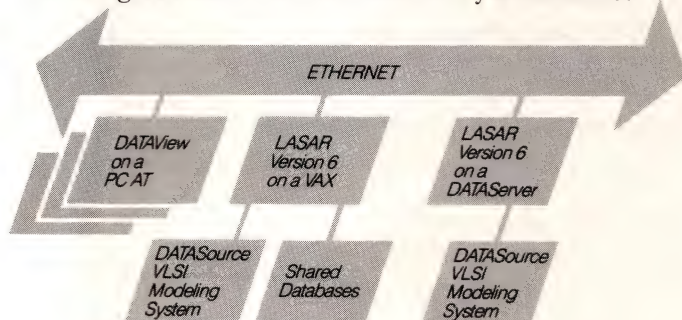 ETHERNET
DATAView
on a
PC AT
LASAR
Version 6
on a VAX
LASAR
Version 6
on a
DATAServer
DATASource
VLSI
Modeling
System
Shared
Databases
DATASource
VLSI
Modeling
System